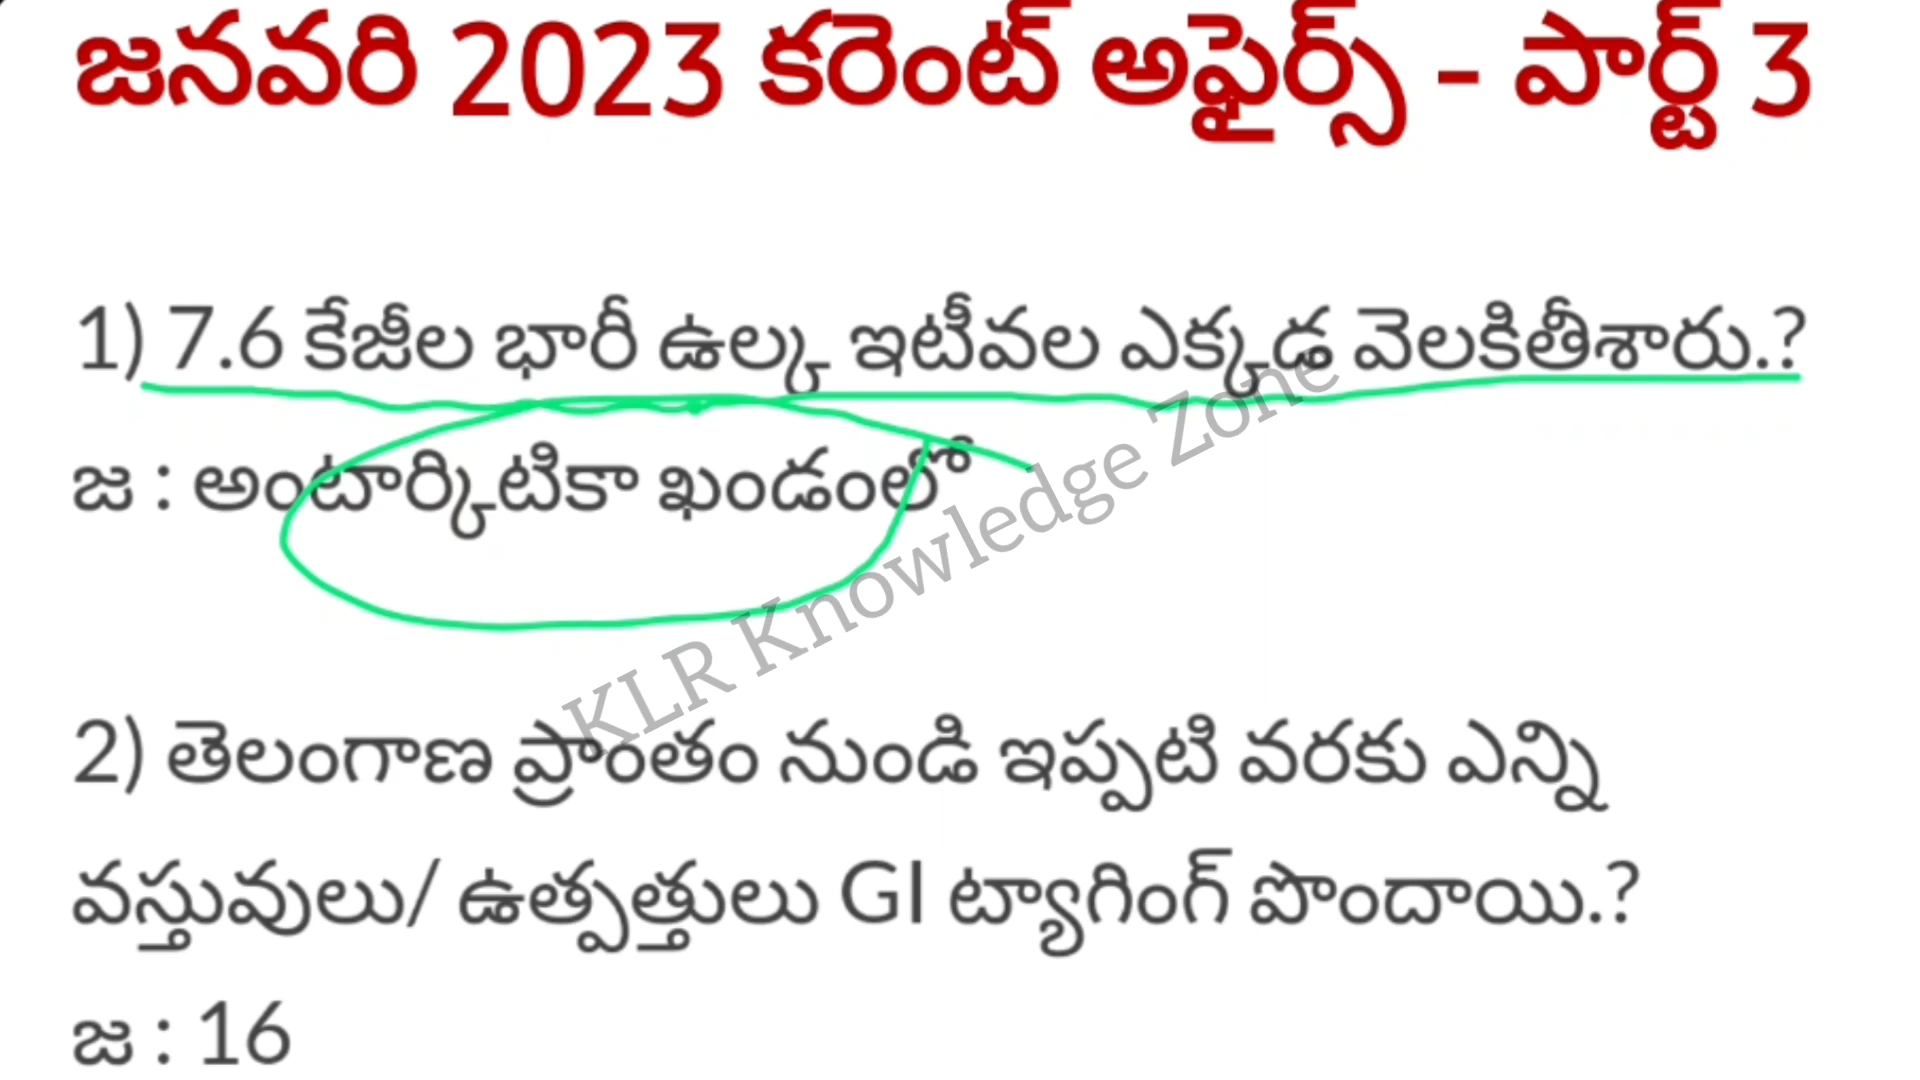 జనవరి 2023 కరెంట్ అఫైర్స్ - పార్ట్ 3
1) 7.6 కేజీల భారీ ఉల్క ఇటీవల ఎక్కడ వెలకితీశారు.?
జ : అంటార్కిటికా ఖండంలో
KLR Knowledge Zone
2) తెలంగాణ ప్రాంతం నుండి ఇప్పటి వరకు ఎన్ని
వస్తువులు/ ఉత్పత్తులు GI ట్యాగింగ్ పొందాయి.?
జ : 16